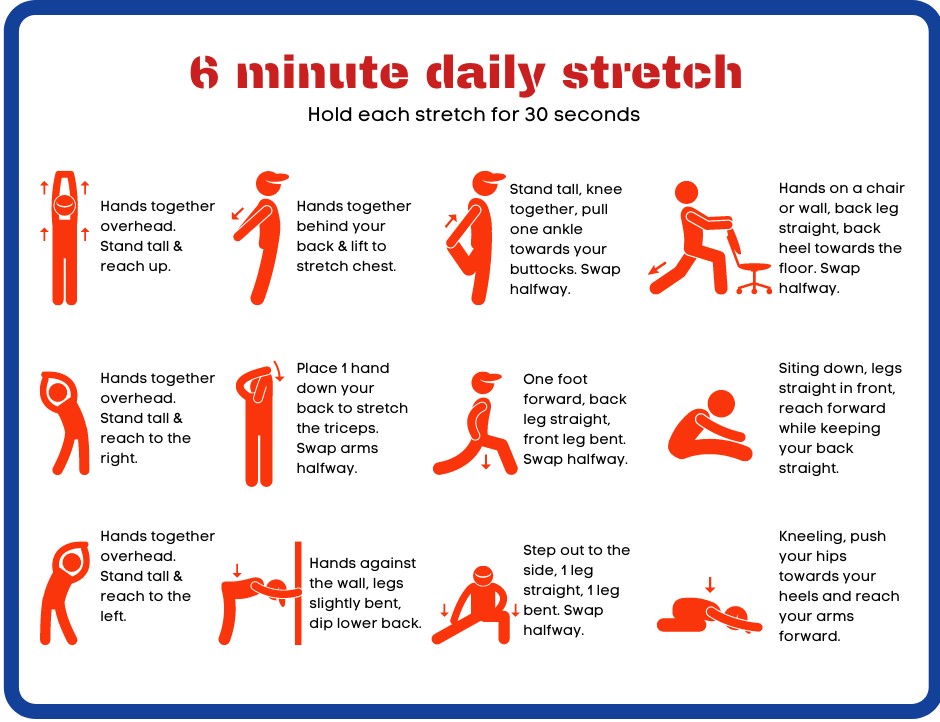 6 minute daily stretch
Hold each stretch for 30 seconds
Hands together
overhead.
Stand tall &
reach up.
Hands together
behind your
back & lift to
stretch chest.
Stand tall, knee
together, pull
one ankle
towards your
buttocks. Swap
halfway.
Hands on a chair
or wall, back leg
straight, back
heel towards the
floor. Swap
halfway.
Hands together
overhead.
Stand tall &
reach to the
right.
Place 1 hand
down your
back to stretch
the triceps.
Swap arms
halfway.
One foot
forward, back
leg straight,
front leg bent.
Swap halfway.
Siting down, legs
straight in front,
reach forward
while keeping
your back
straight.
Hands together
overhead.
Stand tall &
reach to the
left.
Hands against
the wall, legs
slightly bent,
dip lower back.
Step out to the
side, 1 leg
straight, 1 leg
bent. Swap
halfway.
Kneeling, push
your hips
towards your
heels and reach
your arms
forward.